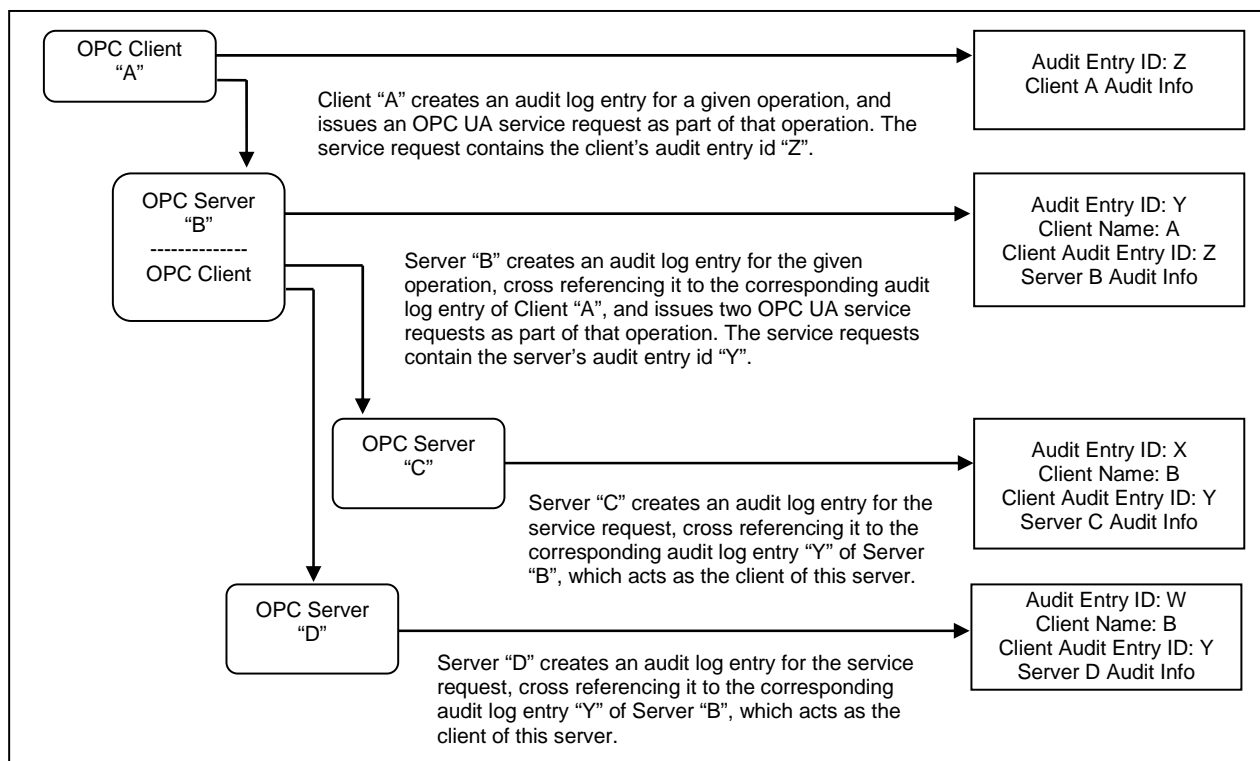 OPC Client
“A”
Audit Entry ID: Z
Client A Audit Info
Client “A” creates an audit log entry for a given operation, and
issues an OPC UA service request as part of that operation. The
service request contains the client’s audit entry id “Z”.
OPC Server
“B”
--------------
OPC Client
Audit Entry ID: Y
Client Name: A
Client Audit Entry ID: Z
Server B Audit Info
Server “B” creates an audit log entry for the given
operation, cross referencing it to the corresponding audit
log entry of Client “A”, and issues two OPC UA service
requests as part of that operation. The service requests
contain the server’s audit entry id “Y”.
OPC Server
“C”
Audit Entry ID: X
Client Name: B
Client Audit Entry ID: Y
Server C Audit Info
Server “C” creates an audit log entry for the
service request, cross referencing it to the
corresponding audit log entry “Y” of Server
“B”, which acts as the client of this server.
OPC Server
“D”
Audit Entry ID: W
Client Name: B
Client Audit Entry ID: Y
Server D Audit Info
Server “D” creates an audit log entry for the service
request, cross referencing it to the corresponding
audit log entry “Y” of Server “B”, which acts as the
client of this server.